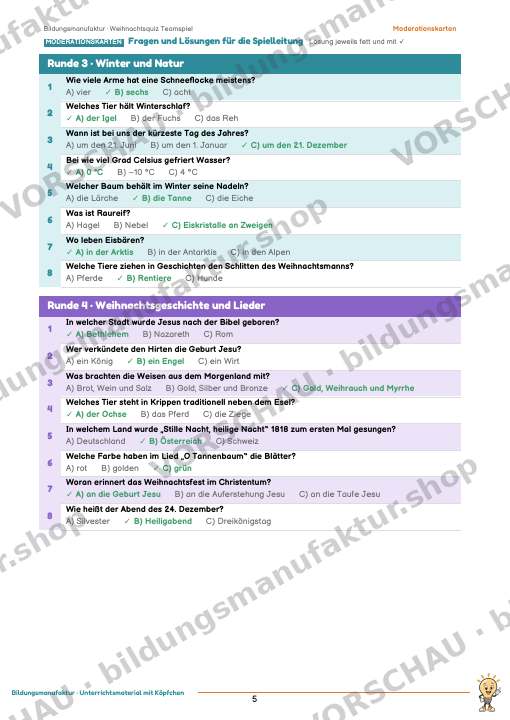 Bildungsmanufaktur · Weihnachtsquiz Teamspiel
Moderationskarten
MODERATIONSKARTEN Fragen und Lösungen für die Spielleitung Lösung jeweils fett und mit ✓
Runde 3 · Winter und Natur
1 Wie viele Arme hat eine Schneeflocke meistens?
A) vier ✓ B) sechs C) acht
2 Welches Tier hält Winterschlaf?
✓ A) der Igel B) der Fuchs C) das Reh
3 Wann ist bei uns der kürzeste Tag des Jahres?
A) um den 21. Juni B) um den 1. Januar ✓ C) um den 21. Dezember
4 Bei wie viel Grad Celsius gefriert Wasser?
✓ A) 0 °C B) −10 °C C) 4 °C
5 Welcher Baum behält im Winter seine Nadeln?
A) die Lärche ✓ B) die Tanne C) die Eiche
6 Was ist Raureif?
A) Hagel B) Nebel ✓ C) Eiskristalle an Zweigen
7 Wo leben Eisbären?
✓ A) in der Arktis B) in der Antarktis C) in den Alpen
8 Welche Tiere ziehen in Geschichten den Schlitten des Weihnachtsmanns?
A) Pferde ✓ B) Rentiere C) Hunde
Runde 4 · Weihnachtsgeschichte und Lieder
1 In welcher Stadt wurde Jesus nach der Bibel geboren?
✓ A) Bethlehem B) Nazareth C) Rom
2 Wer verkündete den Hirten die Geburt Jesu?
A) ein König ✓ B) ein Engel C) ein Wirt
3 Was brachten die Weisen aus dem Morgenland mit?
A) Brot, Wein und Salz B) Gold, Silber und Bronze ✓ C) Gold, Weihrauch und Myrrhe
4 Welches Tier steht in Krippen traditionell neben dem Esel?
✓ A) der Ochse B) das Pferd C) die Ziege
5 In welchem Land wurde „Stille Nacht, heilige Nacht“ 1818 zum ersten Mal gesungen?
A) Deutschland ✓ B) Österreich C) Schweiz
6 Welche Farbe haben im Lied „O Tannenbaum“ die Blätter?
A) rot B) golden ✓ C) grün
7 Woran erinnert das Weihnachtsfest im Christentum?
✓ A) an die Geburt Jesu B) an die Auferstehung Jesu C) an die Taufe Jesu
8 Wie heißt der Abend des 24. Dezember?
A) Silvester ✓ B) Heiligabend C) Dreikönigstag
VORSCHAU · bildungsmanufaktur.shop
Bildungsmanufaktur · Unterrichtsmaterial mit Köpfchen
5